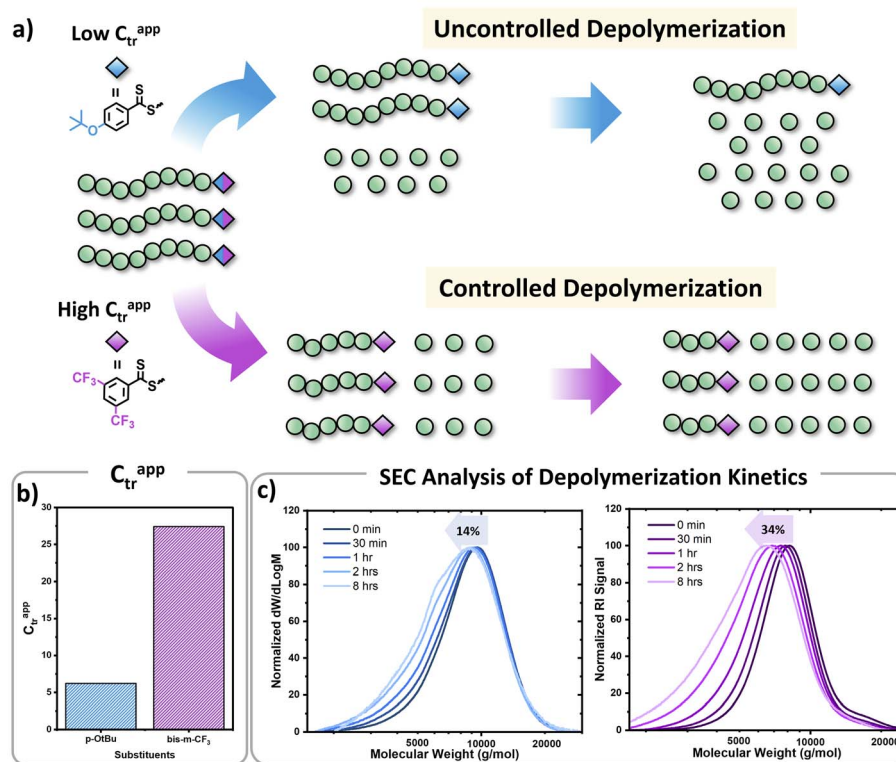 a)
Low C_tr^app
Uncontrolled Depolymerization
=
S
O
S
High C_tr^app
Controlled Depolymerization
=
S
CF₃
S
CF₃
b)
C_tr^app
30
25
20
15
10
5
0
C_tr^app
p-OtBu
bis-m-CF₃
Substituents
c)
SEC Analysis of Depolymerization Kinetics
120
100
80
60
40
20
0
Normalized dW/dLogM
0 min
30 min
1 hr
2 hrs
8 hrs
14%
5000
10000
20000
Molecular Weight (g/mol)
120
100
80
60
40
20
0
Normalized RI Signal
0 min
30 min
1 hr
2 hrs
8 hrs
34%
5000
10000
20000
Molecular Weight (g/mol)